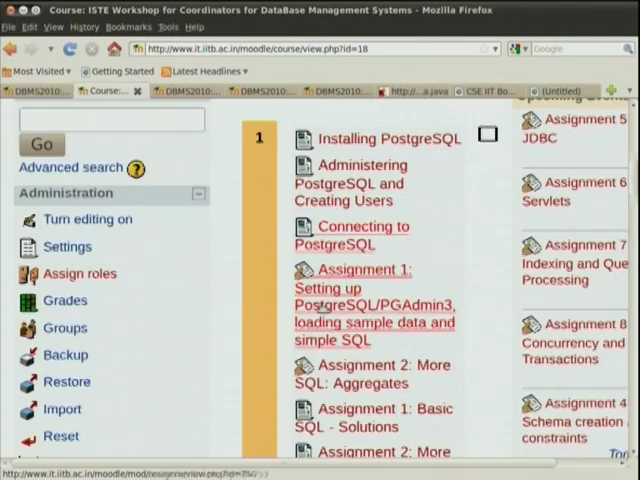 Course: ISTE Workshop for Coordinators for DataBase Management Systems - Mozilla Firefox
File Edit View History Bookmarks Tools Help
http://www.it.iitb.ac.in/moodle/course/view.php?id=18
Google
Most Visited
Getting Started
Latest Headlines
DBMS2010:...
Course:...
DBMS2010:...
DBMS2010:...
DBMS2010:...
http://...a.java
CSE IIT Bo...
(Untitled)
Go
Advanced search
Administration
Turn editing on
Settings
Assign roles
Grades
Groups
Backup
Restore
Import
Reset
1
Installing PostgreSQL
Administering
PostgreSQL and
Creating Users
Connecting to
PostgreSQL
Assignment 1:
Setting up
PostgreSQL/PGAdmin3,
loading sample data and
simple SQL
Assignment 2: More
SQL: Aggregates
Assignment 1: Basic
SQL - Solutions
Assignment 2: More
Upcoming Events
Assignment 5
JDBC
Assignment 6
Servlets
Assignment 7
Indexing and Que
Processing
Assignment 8
Concurrency and
Transactions
Assignment 4
Schema creation
constraints
http://www.it.iitb.ac.in/moodle/mod/